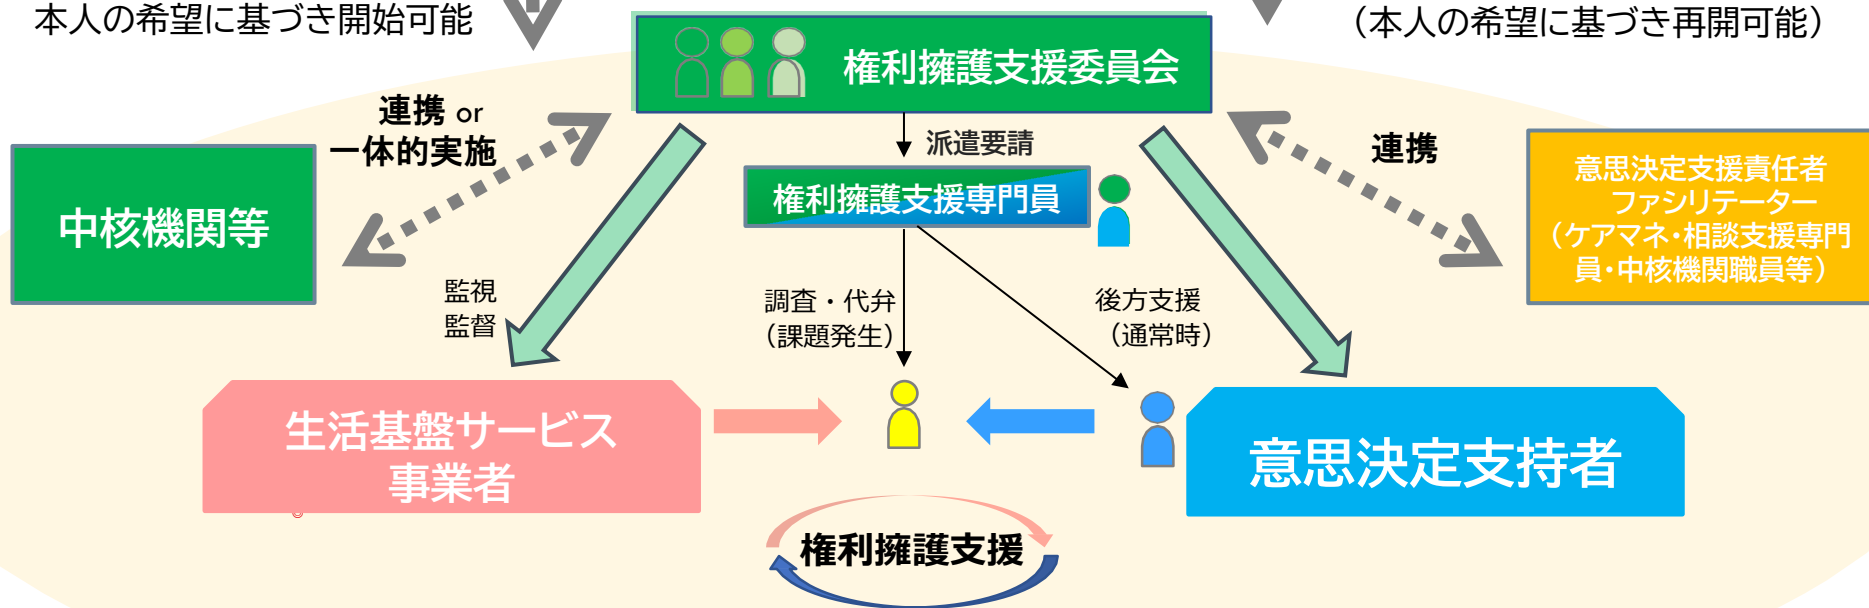 本人の希望に基づき開始可能
（本人の希望に基づき再開可能）
権利擁護支援委員会
連携 or
一体的実施
派遣要請
連携
中核機関等
権利擁護支援専門員
意思決定支援責任者
ファシリテーター
（ケアマネ・相談支援専門
員・中核機関職員等）
監視
監督
調査・代弁
（課題発生）
後方支援
（通常時）
生活基盤サービス
事業者
意思決定支持者
権利擁護支援